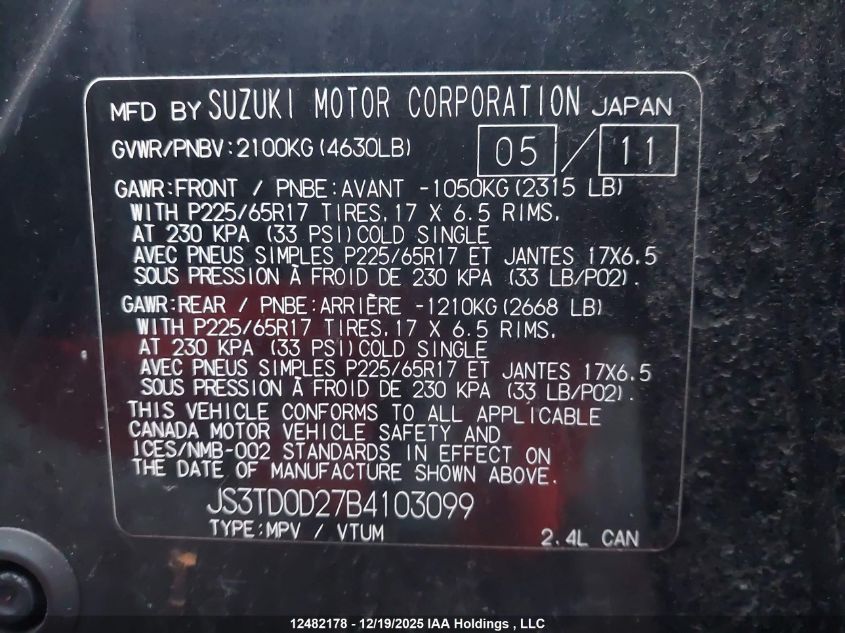 MFD BY SUZUKI MOTOR CORPORATION JAPAN
GVWR/PNBV:2100KG(4630LB) 05 / 11
GAWR:FRONT / PNBE:AVANT -1050KG(2315 LB)
WITH P225/65R17 TIRES,17 X 6.5 RIMS,
AT 230 KPA (33 PSI)COLD SINGLE
AVEC PNEUS SIMPLES P225/65R17 ET JANTES 17X6.5
SOUS PRESSION À FROID DE 230 KPA (33 LB/PO2).
GAWR:REAR / PNBE:ARRIÈRE -1210KG(2668 LB)
WITH P225/65R17 TIRES,17 X 6.5 RIMS,
AT 230 KPA (33 PSI)COLD SINGLE
AVEC PNEUS SIMPLES P225/65R17 ET JANTES 17X6.5
SOUS PRESSION À FROID DE 230 KPA (33 LB/PO2).
THIS VEHICLE CONFORMS TO ALL APPLICABLE
CANADA MOTOR VEHICLE SAFETY AND
ICES/NMB-002 STANDARDS IN EFFECT ON
THE DATE OF MANUFACTURE SHOWN ABOVE.
JS3TD0D27B4103099
TYPE:MPV / VTUM 2.4L CAN
12482178 - 12/19/2025 IAA Holdings , LLC